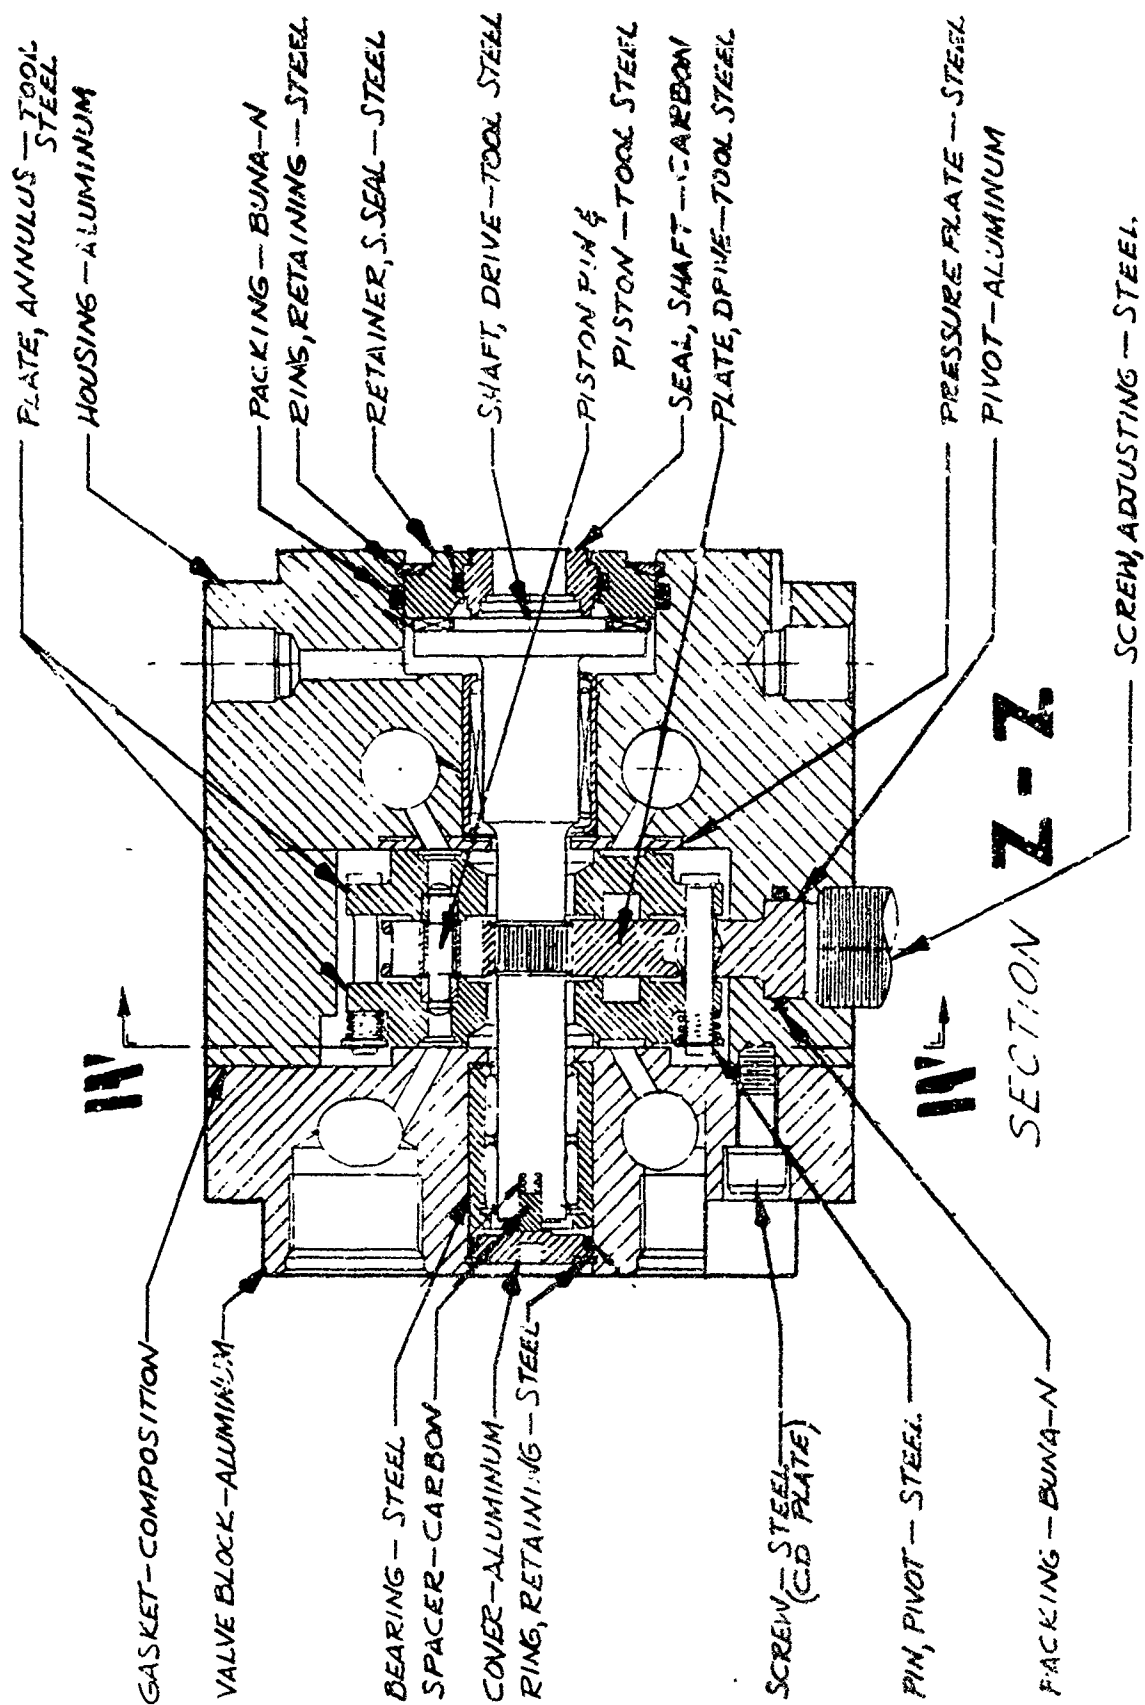 PLATE, ANNULUS — TOOL
STEEL
HOUSING — ALUMINUM
PACKING — BUNA-N
RING, RETAINING — STEEL
RETAINER, S. SEAL — STEEL
SHAFT, DRIVE — TOOL STEEL
PISTON PIN &
PISTON — TOOL STEEL
SEAL, SHAFT — CARBON
PLATE, DRIVE — TOOL STEEL
PRESSURE PLATE — STEEL
PIVOT — ALUMINUM
SCREW, ADJUSTING — STEEL
GASKET — COMPOSITION
VALVE BLOCK — ALUMINUM
BEARING — STEEL
SPACER — CARBON
COVER — ALUMINUM
RING, RETAINING — STEEL
SCREW — STEEL
(CD PLATE)
PIN, PIVOT — STEEL
PACKING — BUNA-N
W
W
SECTION Z - Z